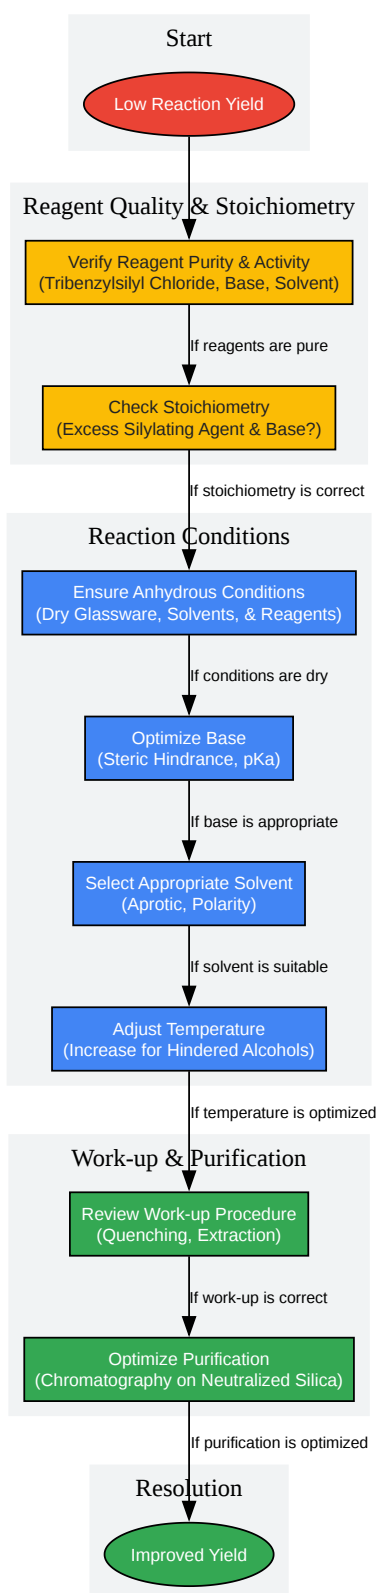 Start
Low Reaction Yield
Reagent Quality & Stoichiometry
Verify Reagent Purity & Activity
(Tribenzylsilyl Chloride, Base, Solvent)
If reagents are pure
Check Stoichiometry
(Excess Silylating Agent & Base?)
If stoichiometry is correct
Reaction Conditions
Ensure Anhydrous Conditions
(Dry Glassware, Solvents, & Reagents)
If conditions are dry
Optimize Base
(Steric Hindrance, pKa)
If base is appropriate
Select Appropriate Solvent
(Aprotic, Polarity)
If solvent is suitable
Adjust Temperature
(Increase for Hindered Alcohols)
If temperature is optimized
Work-up & Purification
Review Work-up Procedure
(Quenching, Extraction)
If work-up is correct
Optimize Purification
(Chromatography on Neutralized Silica)
If purification is optimized
Resolution
Improved Yield